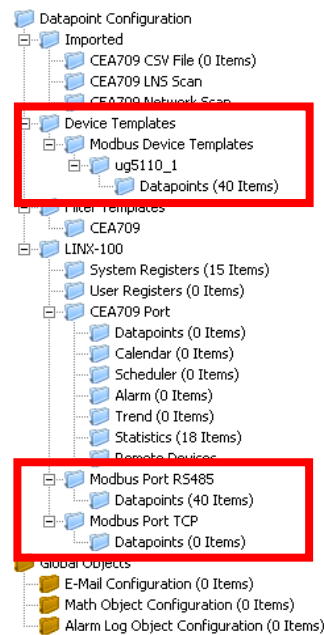 Datapoint Configuration
Imported
CEA709 CSV File (0 Items)
CEA709 LNS Scan
CEA709 Network Scan
Device Templates
Modbus Device Templates
ug5110_1
Datapoints (40 Items)
Filter Templates
CEA709
LINX-100
System Registers (15 Items)
User Registers (0 Items)
CEA709 Port
Datapoints (0 Items)
Calendar (0 Items)
Scheduler (0 Items)
Alarm (0 Items)
Trend (0 Items)
Statistics (18 Items)
Remote Devices
Modbus Port RS485
Datapoints (40 Items)
Modbus Port TCP
Datapoints (0 Items)
Global Objects
E-Mail Configuration (0 Items)
Math Object Configuration (0 Items)
Alarm Log Object Configuration (0 Items)